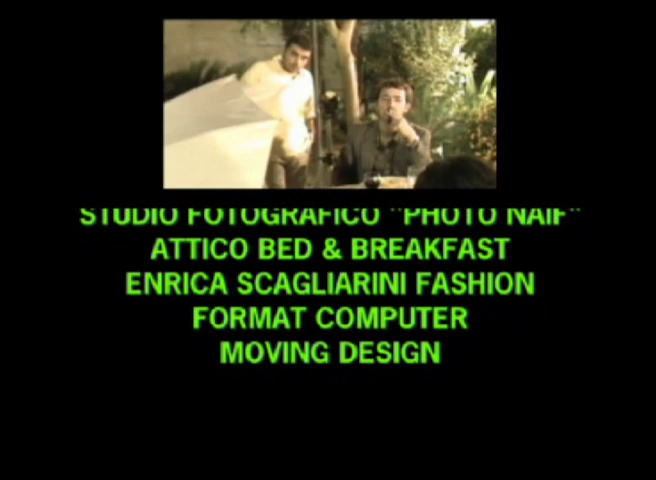 STUDIO FOTOGRAFICO "PHOTO NAIF"
ATTICO BED & BREAKFAST
ENRICA SCAGLIARINI FASHION
FORMAT COMPUTER
MOVING DESIGN